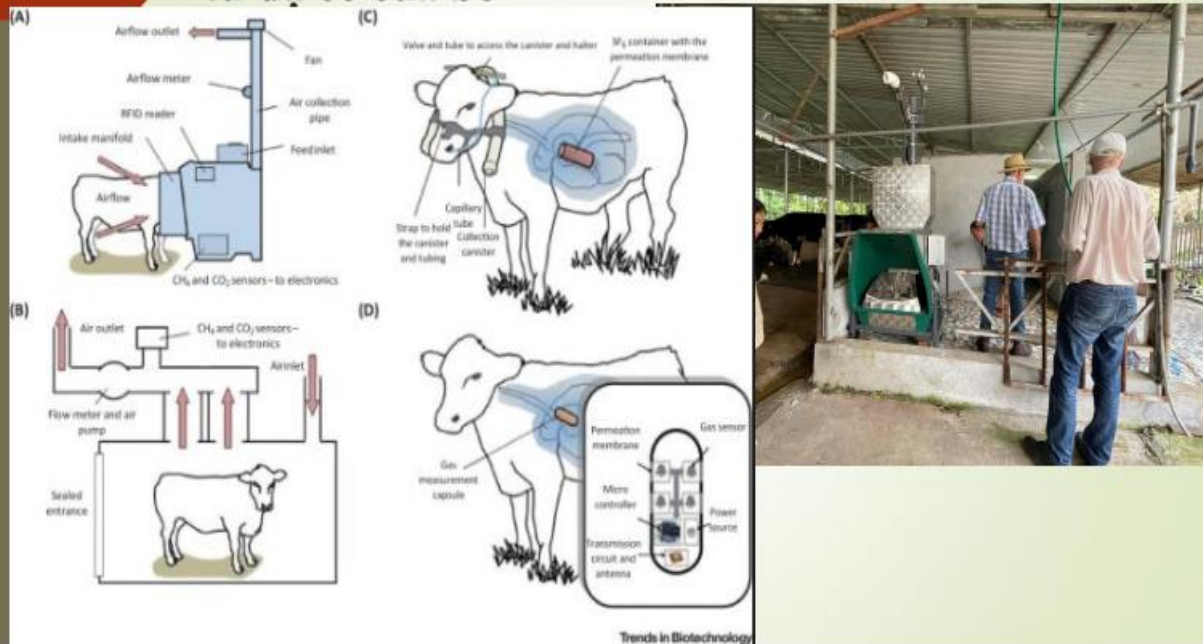 (A)
Airflow outlet
Fan
Airflow meter
Air collection
pipe
RFID reader
Intake manifold
Feed inlet
Airflow
CH₄ and CO₂ sensors – to electronics
(B)
Air outlet
CH₄ and CO₂ sensors –
to electronics
Air inlet
Flow meter and air
pump
Sealed
entrance
(C)
Valve and tube to access the canister and halter
SF₆ container with the
permeation membrane
Capillary
tube
Strap to hold
the canister
and tubing
Collection
canister
(D)
Permeation
membrane
Gas sensor
Gas
measurement
capsule
Micro
controller
Power
source
Transmission
circuit and
antenna
Trends in Biotechnology